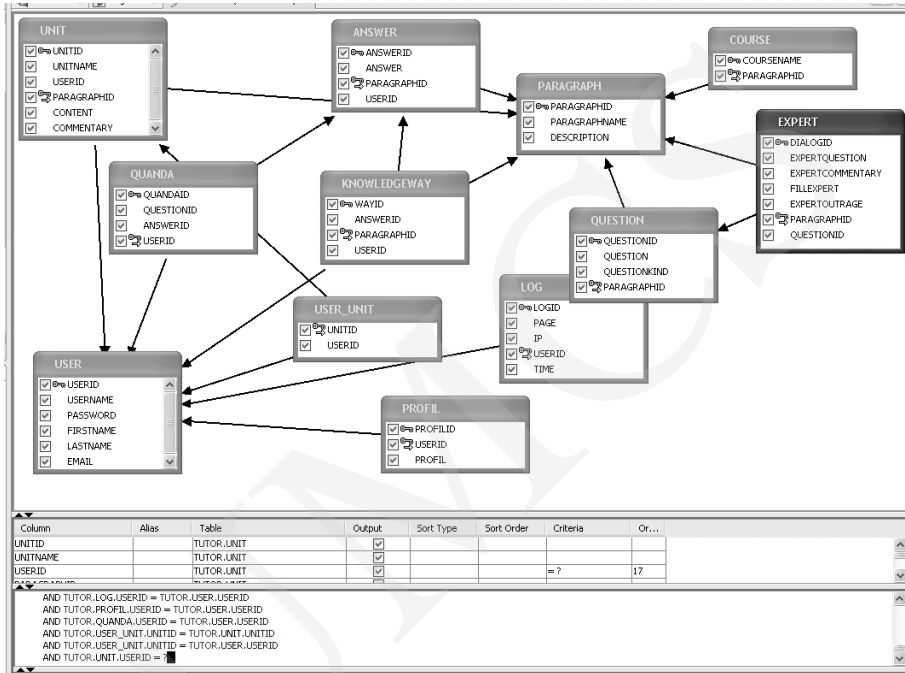 UNIT
UNITID
UNITNAME
USERID
PARAGRAPHID
CONTENT
COMMENTARY
ANSWER
ANSWERID
ANSWER
PARAGRAPHID
USERID
PARAGRAPH
PARAGRAPHID
PARAGRAPHNAME
DESCRIPTION
COURSE
COURSENAME
PARAGRAPHID
EXPERT
DIALOGID
EXPERTQUESTION
EXPERTCOMMENTARY
FILLEXPERT
EXPERTOUTRAGE
PARAGRAPHID
QUESTIONID
QUANDA
QUANDAID
QUESTIONID
ANSWERID
USERID
KNOWLEDGEWAY
WAYID
ANSWERID
PARAGRAPHID
USERID
QUESTION
QUESTIONID
QUESTION
QUESTIONKIND
PARAGRAPHID
LOG
LOGID
PAGE
IP
USERID
TIME
USER_UNIT
UNITID
USERID
USER
USERID
USERNAME
PASSWORD
FIRSTNAME
LASTNAME
EMAIL
PROFIL
PROFILID
USERID
PROFIL
Column Alias Table Output Sort Type Sort Order Criteria Or...
UNITID TUTOR.UNIT
UNITNAME TUTOR.UNIT
USERID TUTOR.UNIT = ? 17
PARAGRAPHID TUTOR.UNIT
AND TUTOR.LOG.USERID = TUTOR.USER.USERID
AND TUTOR.PROFIL.USERID = TUTOR.USER.USERID
AND TUTOR.QUANDA.USERID = TUTOR.USER.USERID
AND TUTOR.USER_UNIT.UNITID = TUTOR.UNIT.UNITID
AND TUTOR.USER_UNIT.UNITID = TUTOR.USER.USERID
AND TUTOR.UNIT.USERID = ?
UMCS